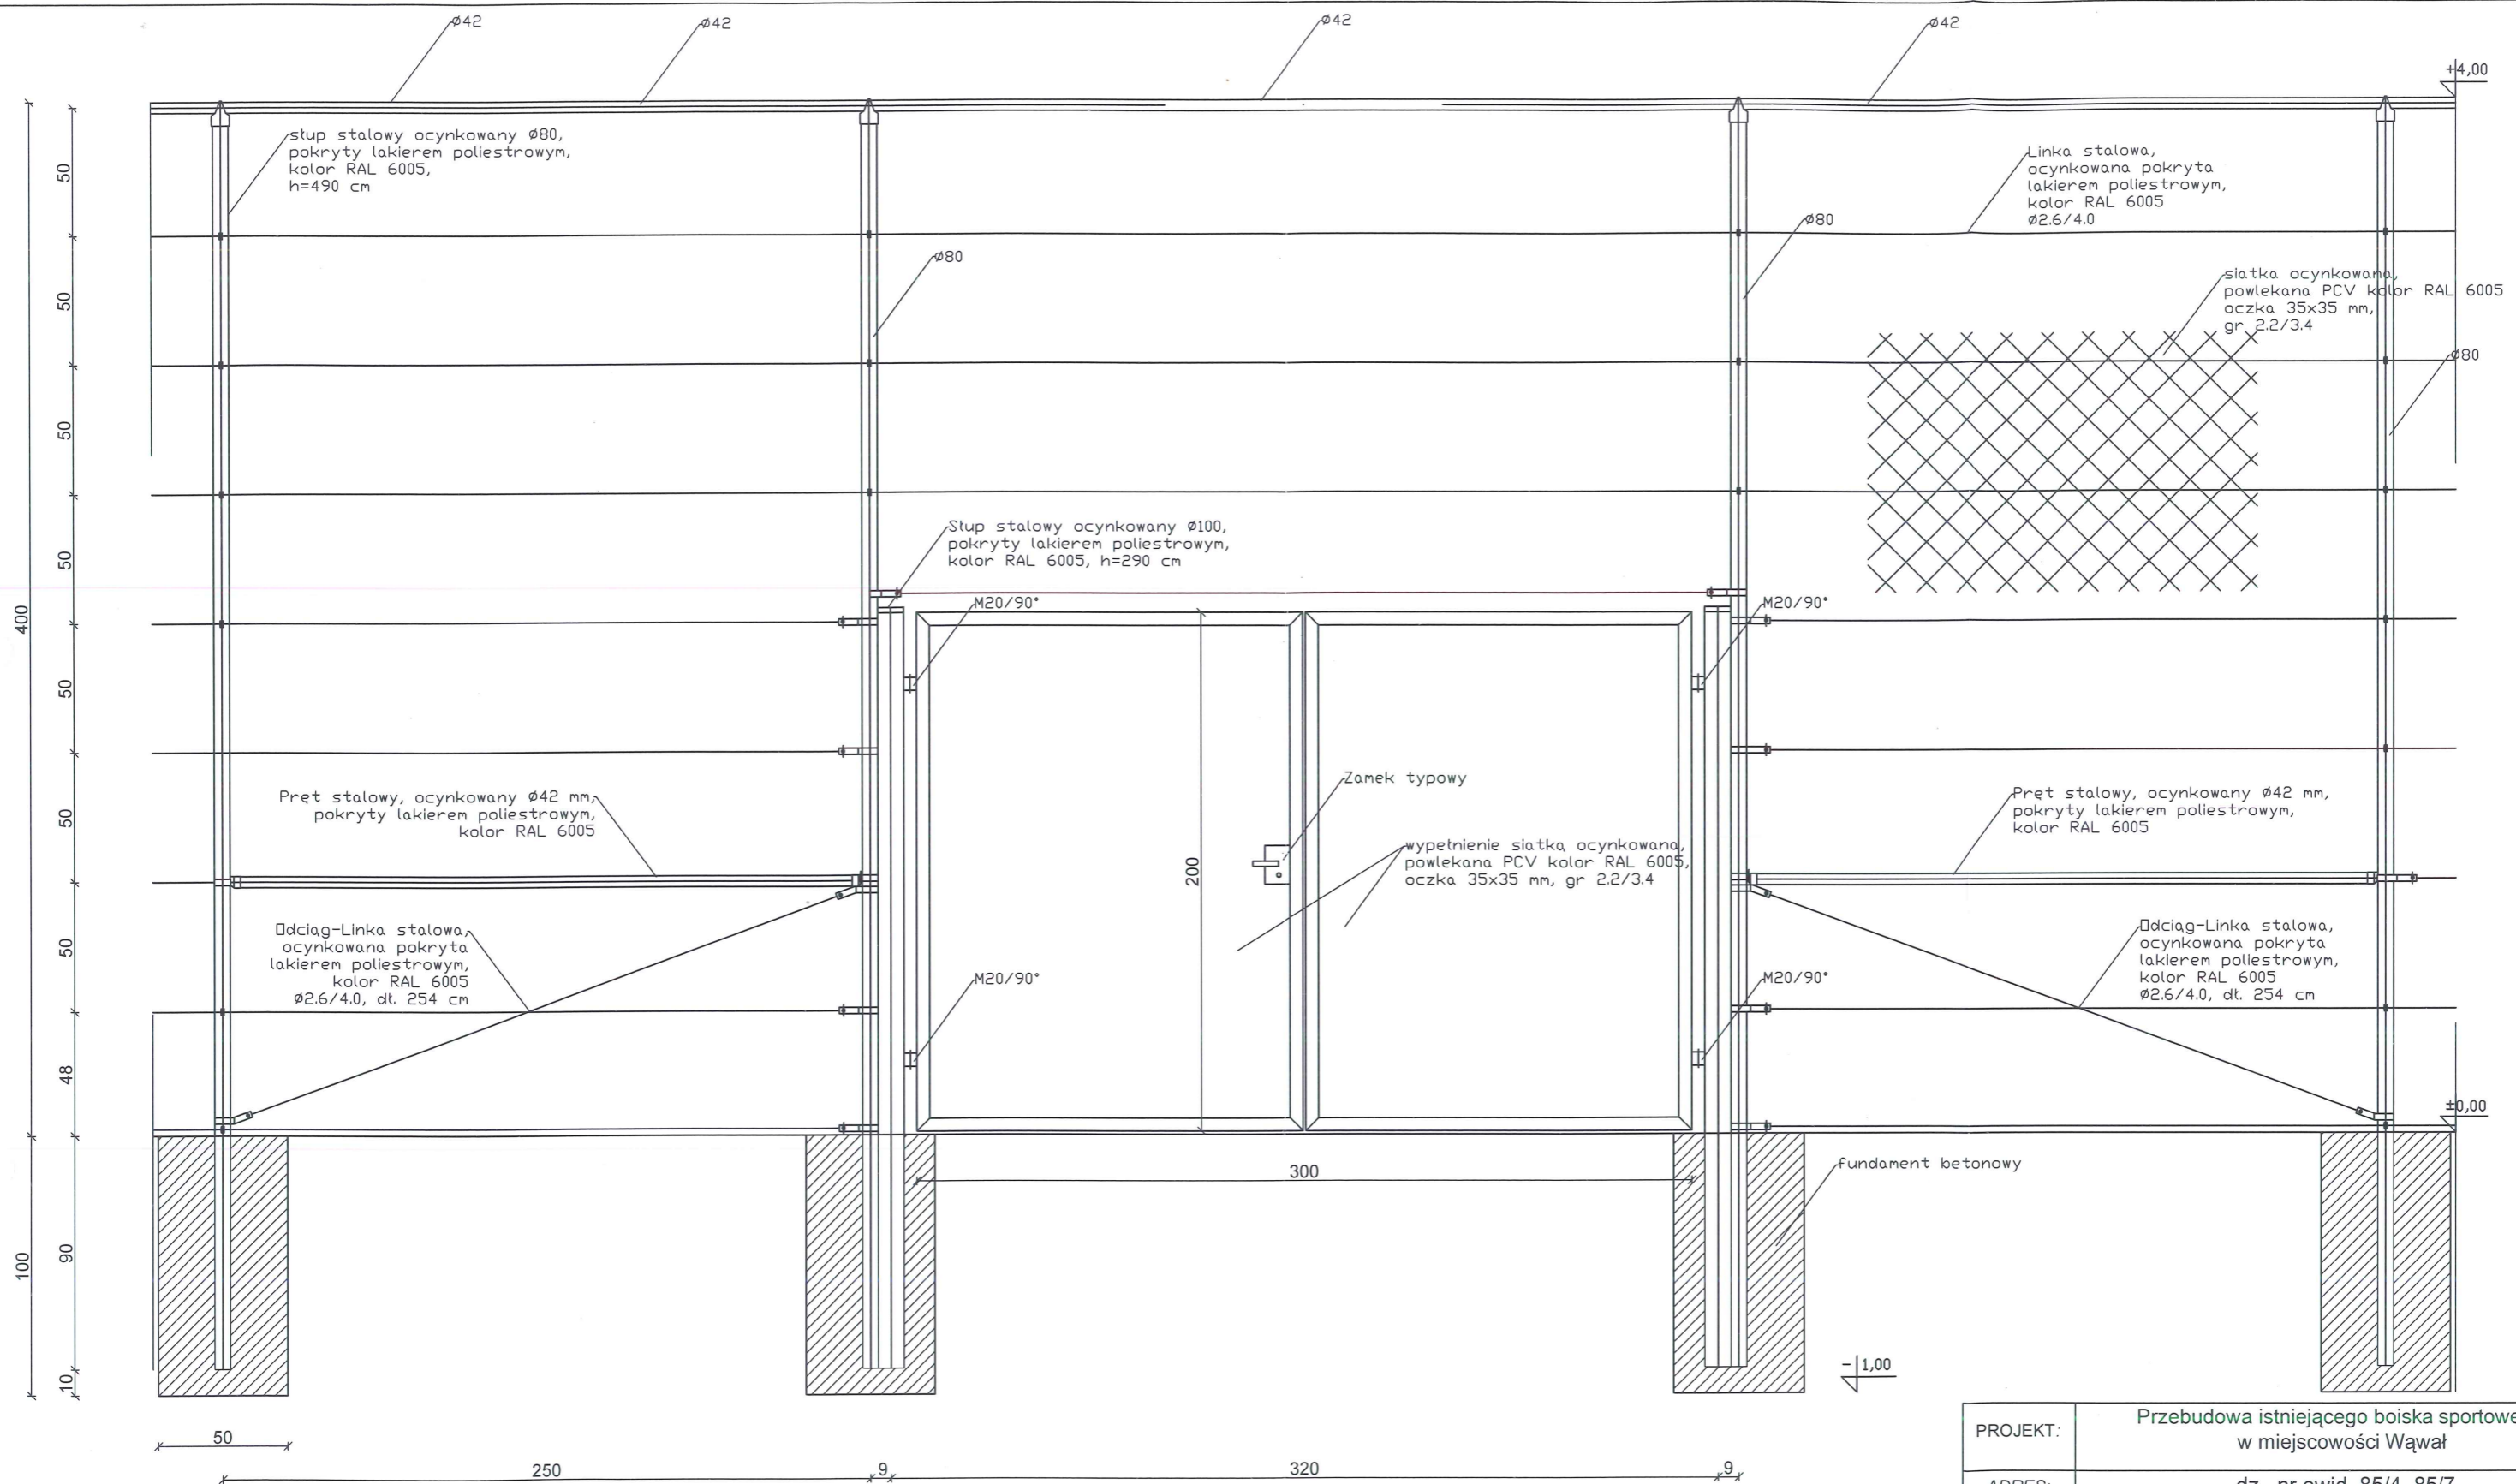 ø42
ø42
ø42
ø42
+4,00
słup stalowy ocynkowany ø80,
pokryty lakierem poliestrowym,
kolor RAL 6005,
h=490 cm
Linka stalowa,
ocynkowana pokryta
lakierem poliestrowym,
kolor RAL 6005
ø2.6/4.0
ø80
ø80
siatka ocynkowana,
powlekana PCV kolor RAL 6005
oczka 35x35 mm,
gr 2.2/3.4
ø80
Słup stalowy ocynkowany ø100,
pokryty lakierem poliestrowym,
kolor RAL 6005, h=290 cm
M20/90°
M20/90°
Zamek typowy
Pręt stalowy, ocynkowany ø42 mm,
pokryty lakierem poliestrowym,
kolor RAL 6005
Pręt stalowy, ocynkowany ø42 mm,
pokryty lakierem poliestrowym,
kolor RAL 6005
wypełnienie siatką ocynkowaną,
powlekana PCV kolor RAL 6005,
oczka 35x35 mm, gr 2.2/3.4
200
Odciąg-Linka stalowa,
ocynkowana pokryta
lakierem poliestrowym,
kolor RAL 6005
ø2.6/4.0, dł. 254 cm
Odciąg-Linka stalowa,
ocynkowana pokryta
lakierem poliestrowym,
kolor RAL 6005
ø2.6/4.0, dł. 254 cm
M20/90°
M20/90°
±0,00
fundament betonowy
300
-1,00
400
100
50
50
50
50
50
50
50
48
90
10
50
250
9
320
9
PROJEKT:
Przebudowa istniejącego boiska sportowe
w miejscowości Wąwał
ADRES:
dz. nr ewid. 85/4, 85/7